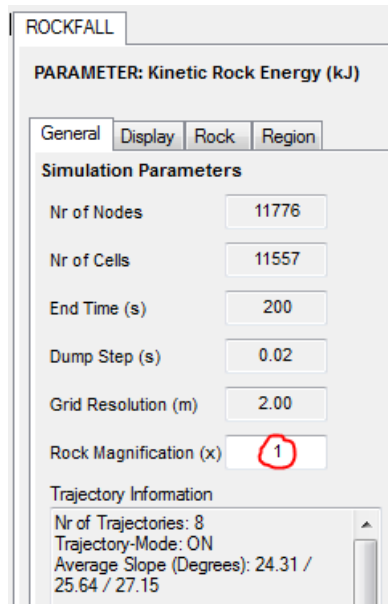 ROCKFALL
PARAMETER: Kinetic Rock Energy (kJ)
General Display Rock Region
Simulation Parameters
Nr of Nodes 11776
Nr of Cells 11557
End Time (s) 200
Dump Step (s) 0.02
Grid Resolution (m) 2.00
Rock Magnification (x) 1
Trajectory Information
Nr of Trajectories: 8
Trajectory-Mode: ON
Average Slope (Degrees): 24.31 /
25.64 / 27.15